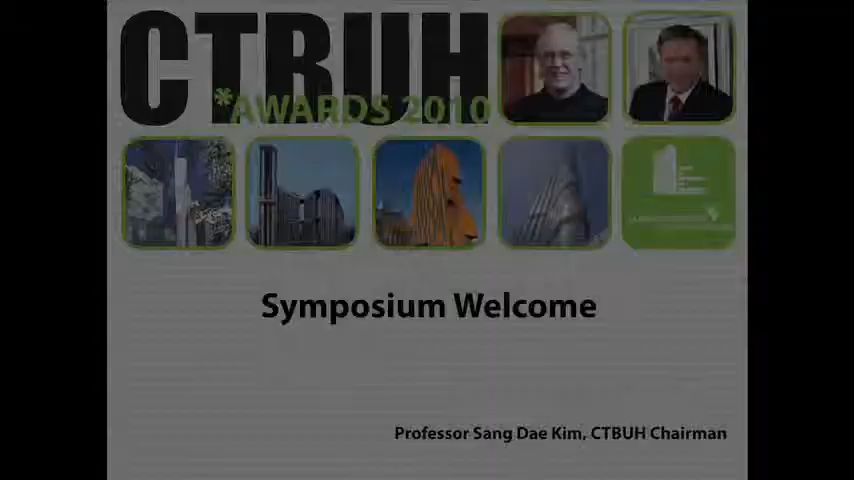 CTBUH
*AWARDS 2010
Symposium Welcome
Professor Sang Dae Kim, CTBUH Chairman